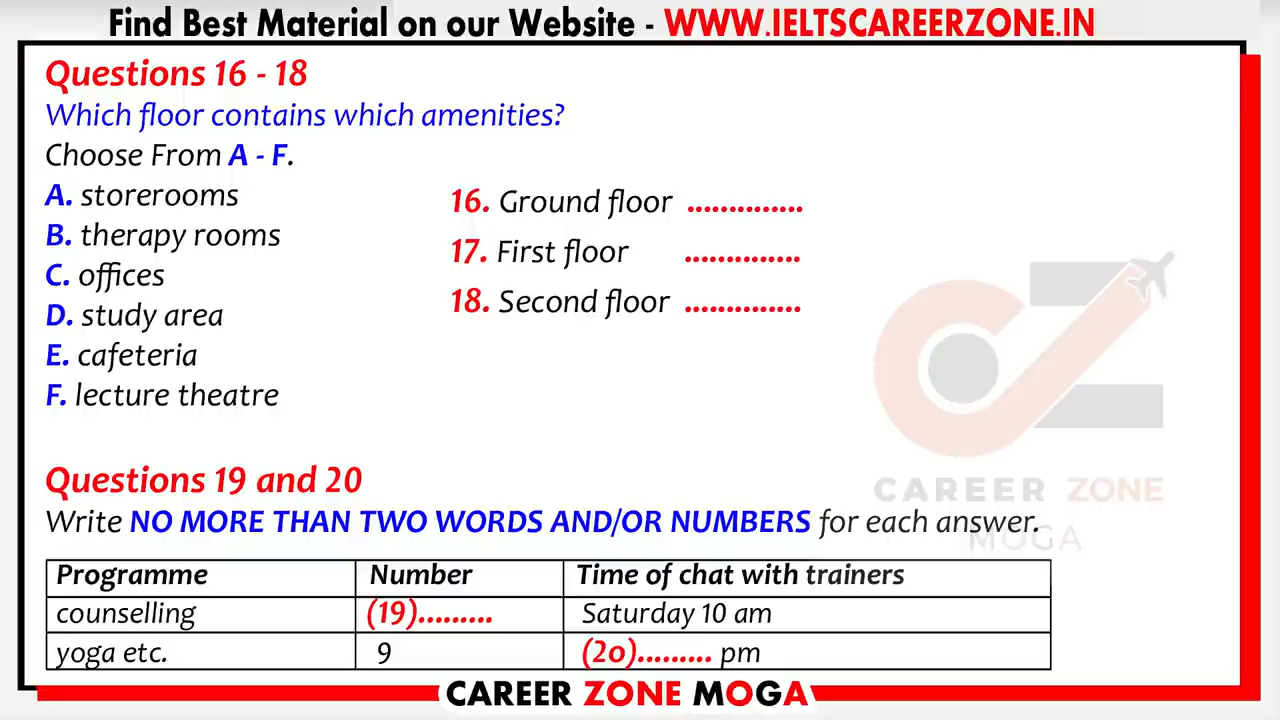 Find Best Material on our Website - WWW.IELTSCAREERZONE.IN
Questions 16 - 18
Which floor contains which amenities?
Choose From A - F.
A. storerooms
B. therapy rooms
C. offices
D. study area
E. cafeteria
F. lecture theatre
16. Ground floor ..............
17. First floor ..............
18. Second floor ..............
CAREER ZONE
MOGA
Questions 19 and 20
Write NO MORE THAN TWO WORDS AND/OR NUMBERS for each answer.
Programme Number Time of chat with trainers
counselling (19)......... Saturday 10 am
yoga etc. 9 (20)......... pm
CAREER ZONE MOGA